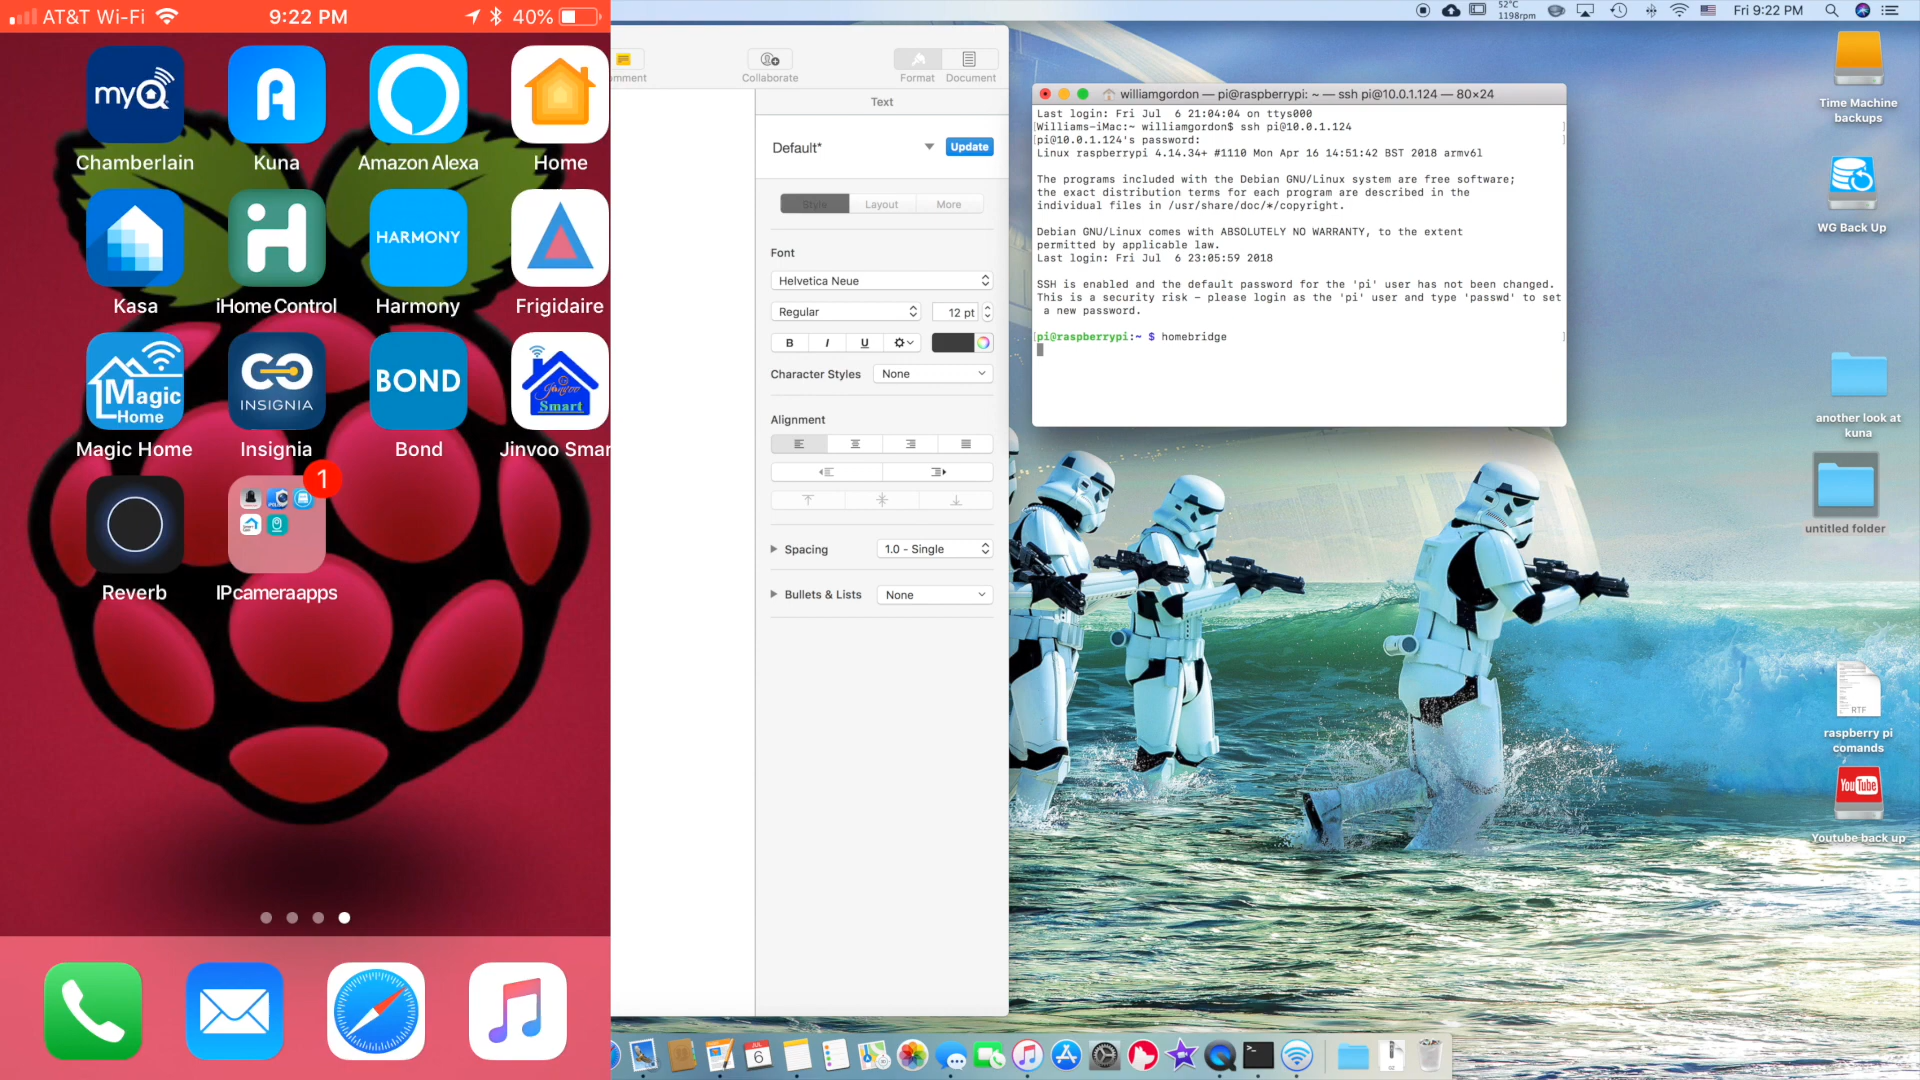 AT&T Wi-Fi 9:22 PM 40%
myQ
Chamberlain Kuna Amazon Alexa Home
HARMONY
Kasa iHome Control Harmony Frigidaire
Magic
Home
INSIGNIA
BOND
Jinvoo
Smart
Magic Home Insignia Bond Jinvoo Smar
1
Reverb IPcameraapps
mment Collaborate Format Document
Text
Default* Update
Style Layout More
Font
Helvetica Neue
Regular 12 pt
B I U
Character Styles None
Alignment
Spacing 1.0 - Single
Bullets & Lists None
52°C
1198rpm
Fri 9:22 PM
williamgordon — pi@raspberrypi: ~ — ssh pi@10.0.1.124 — 80×24
Last login: Fri Jul  6 21:04:04 on ttys000
[Williams-iMac:~ williamgordon$ ssh pi@10.0.1.124 ]
[pi@10.0.1.124's password: ]
Linux raspberrypi 4.14.34+ #1110 Mon Apr 16 14:51:42 BST 2018 armv6l
The programs included with the Debian GNU/Linux system are free software;
the exact distribution terms for each program are described in the
individual files in /usr/share/doc/*/copyright.
Debian GNU/Linux comes with ABSOLUTELY NO WARRANTY, to the extent
permitted by applicable law.
Last login: Fri Jul  6 23:05:59 2018
SSH is enabled and the default password for the 'pi' user has not been changed.
This is a security risk - please login as the 'pi' user and type 'passwd' to set
a new password.
[pi@raspberrypi:~ $ homebridge ]
Time Machine
backups
WG Back Up
another look at
kuna
untitled folder
RTF
raspberry pi
comands
YouTube
Youtube back up
JUL
6